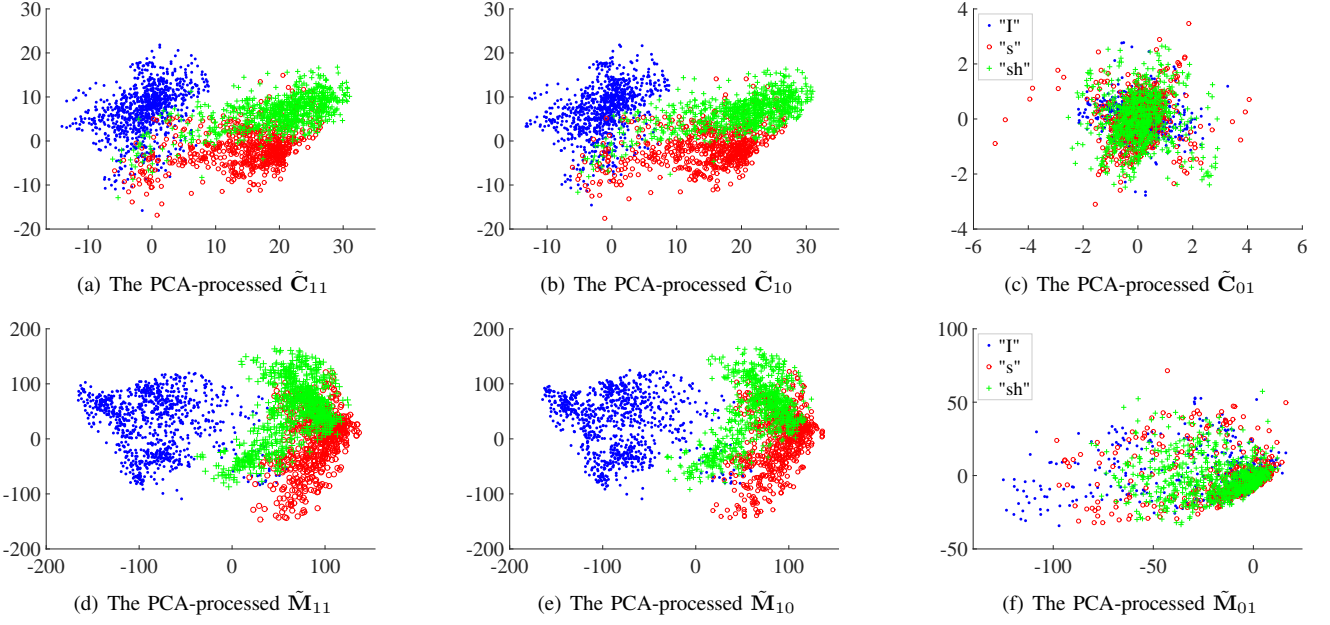 30
20
10
0
-10
-20
-10 0 10 20 30
(a) The PCA-processed C̃₁₁
30
20
10
0
-10
-20
-10 0 10 20 30
(b) The PCA-processed C̃₁₀
4
2
0
-2
-4
-6 -4 -2 0 2 4 6
"I"
"s"
"sh"
(c) The PCA-processed C̃₀₁
200
100
0
-100
-200
-200 -100 0 100
(d) The PCA-processed M̃₁₁
200
100
0
-100
-200
-200 -100 0 100
(e) The PCA-processed M̃₁₀
100
50
0
-50
-100 -50 0
"I"
"s"
"sh"
(f) The PCA-processed M̃₀₁